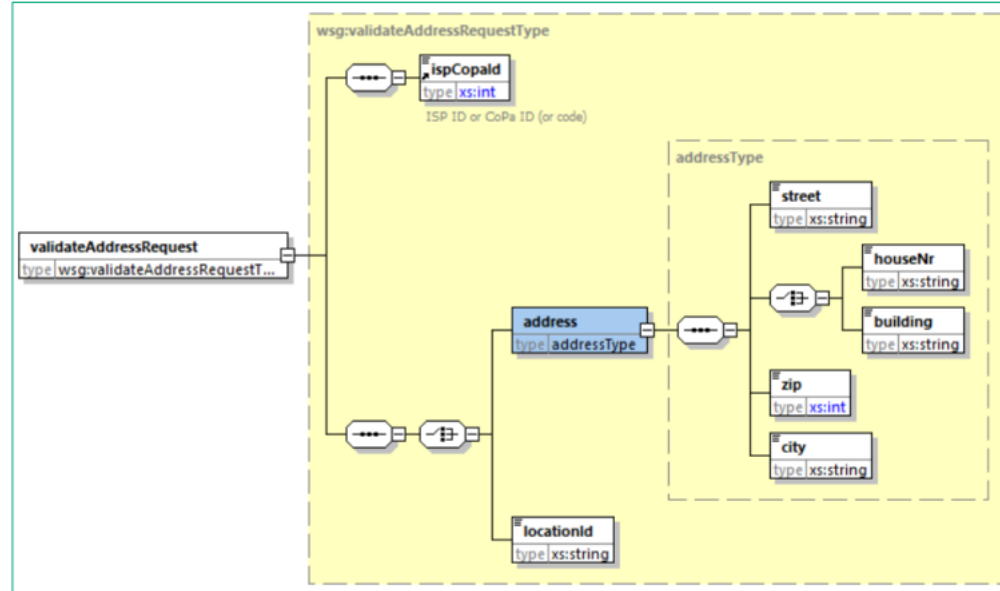 wsg:validateAddressRequestType
ispCopaId
type xs:int
ISP ID or CoPa ID (or code)
addressType
street
type xs:string
validateAddressRequest
type wsg:validateAddressRequestT...
houseNr
type xs:string
address
type addressType
building
type xs:string
zip
type xs:int
city
type xs:string
locationId
type xs:string